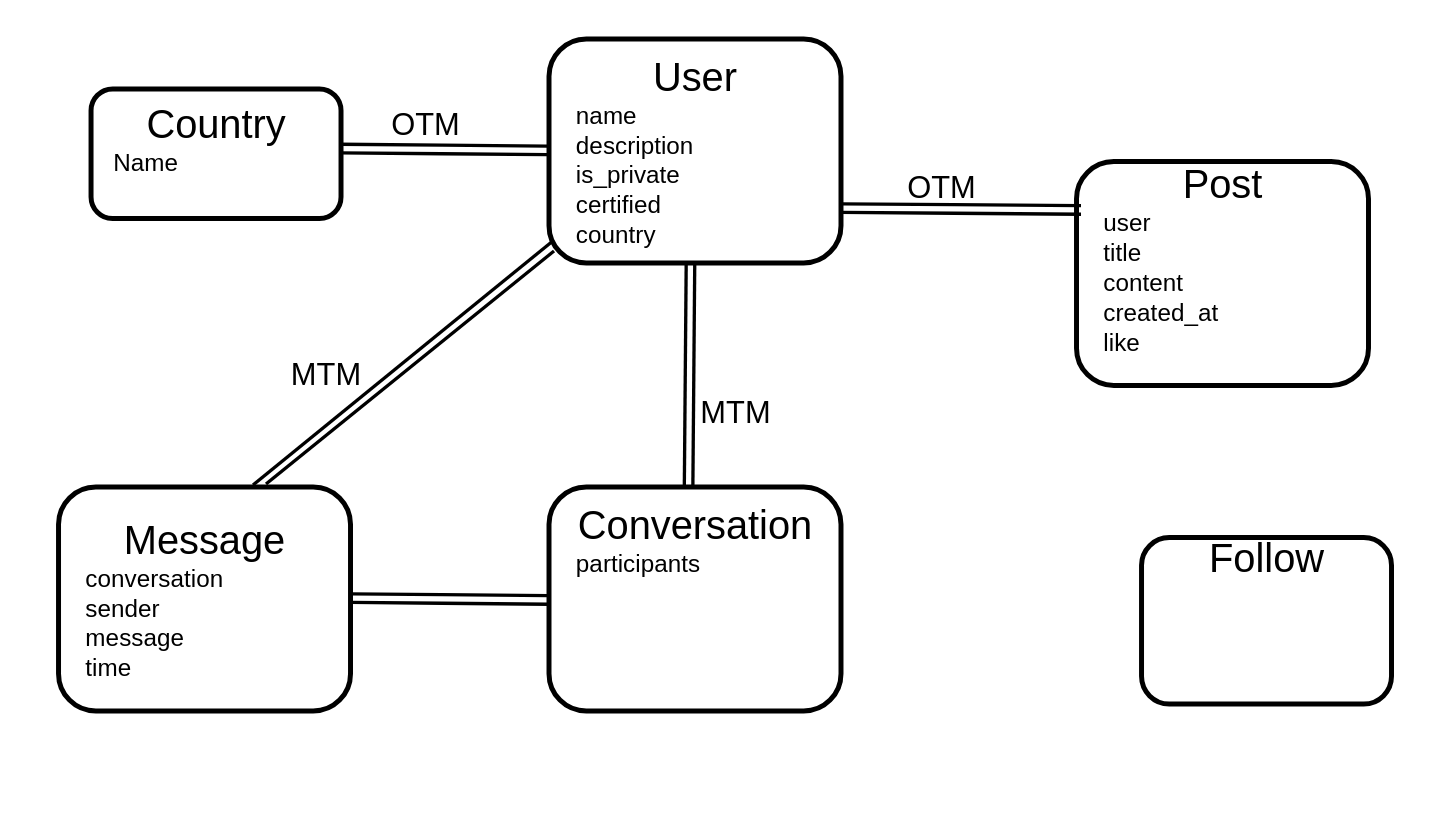 Country
Name
OTM
User
name
description
is_private
certified
country
OTM
Post
user
title
content
created_at
like
MTM
MTM
Message
conversation
sender
message
time
Conversation
participants
Follow